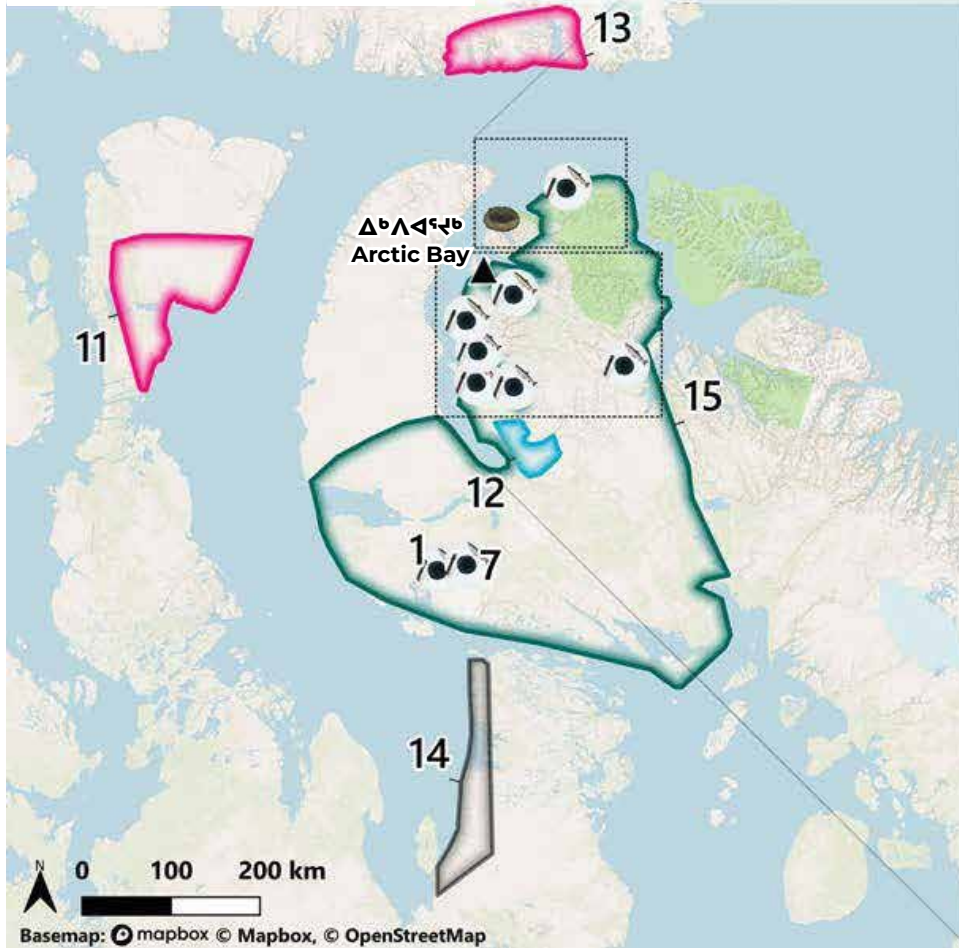 13
ᐃᒃᐱᐊᕐᔪᒃ
Arctic Bay
11
15
12
1
7
14
N
0 100 200 km
Basemap: mapbox © Mapbox, © OpenStreetMap